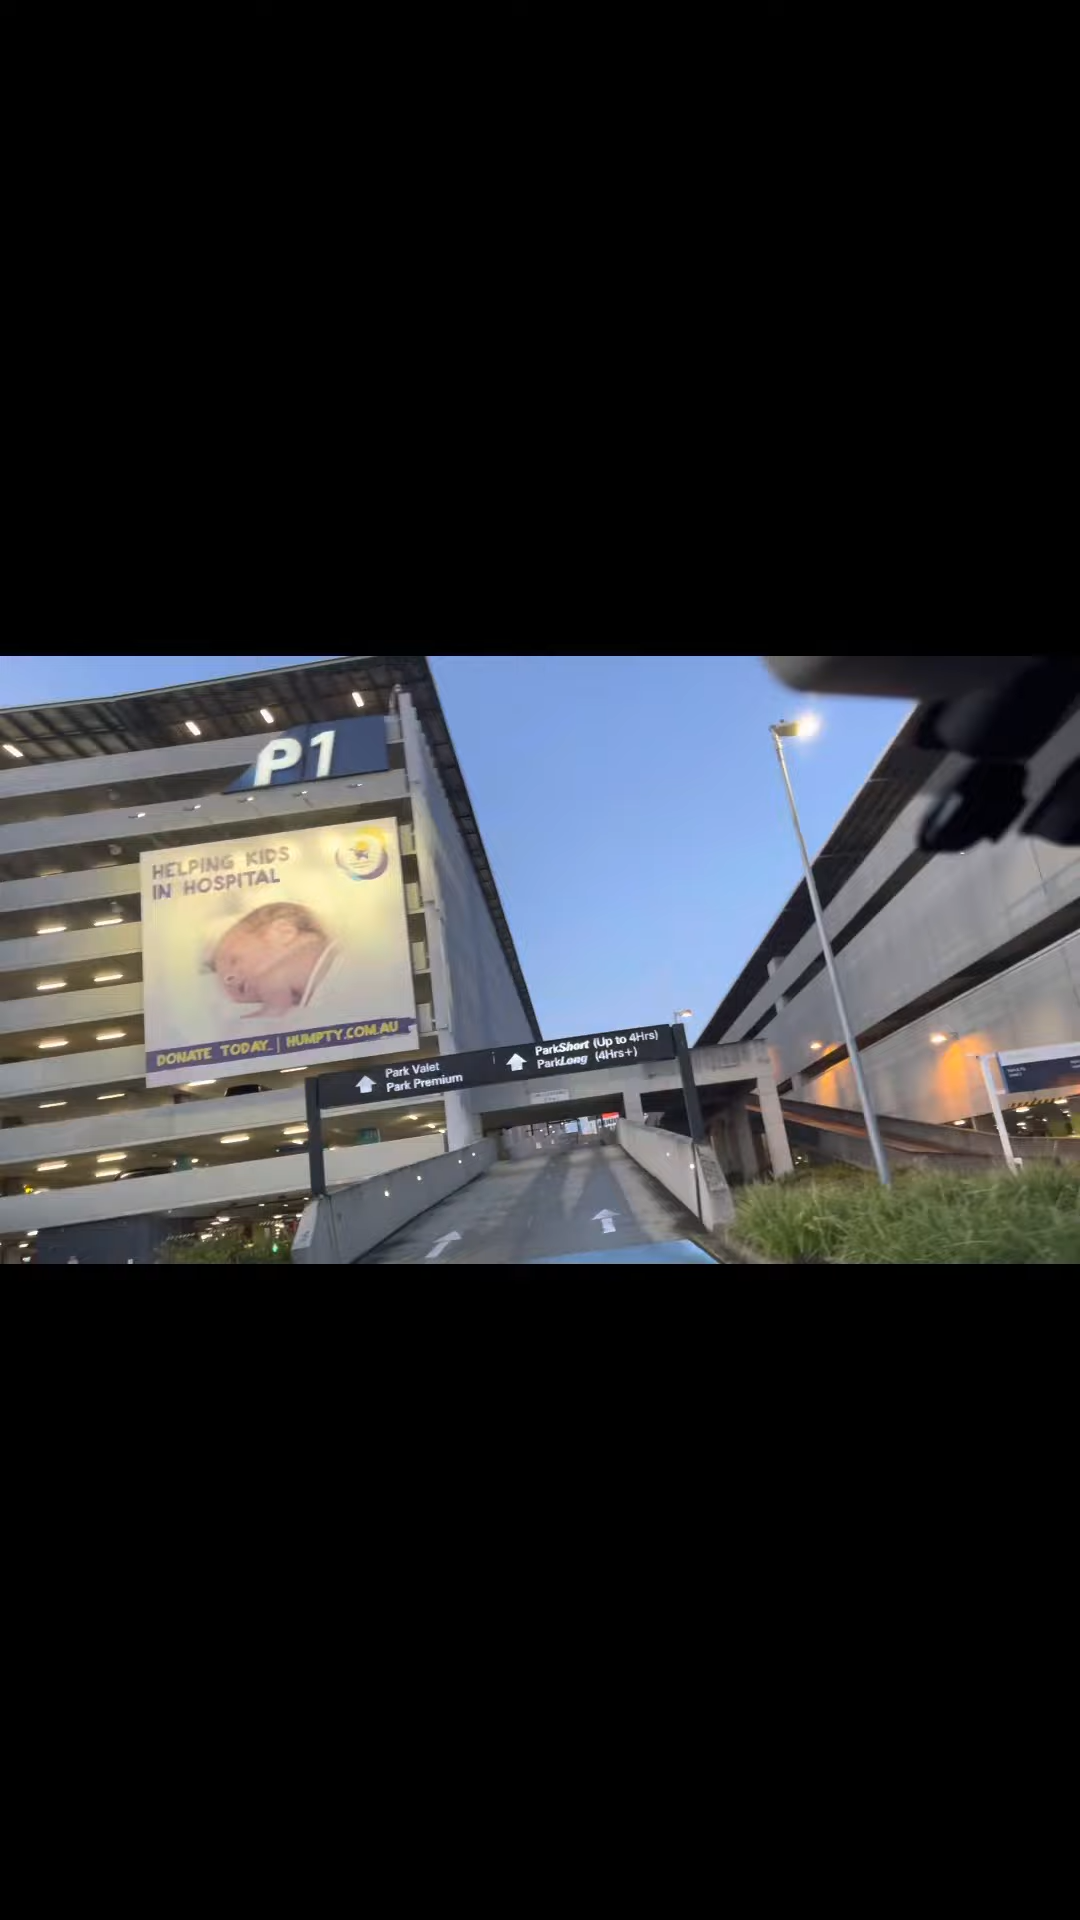 P1
HELPING KIDS
IN HOSPITAL
DONATE TODAY. | HUMPTY.COM.AU
Park Valet
Park Premium
ParkShort (Up to 4Hrs)
ParkLong (4Hrs+)